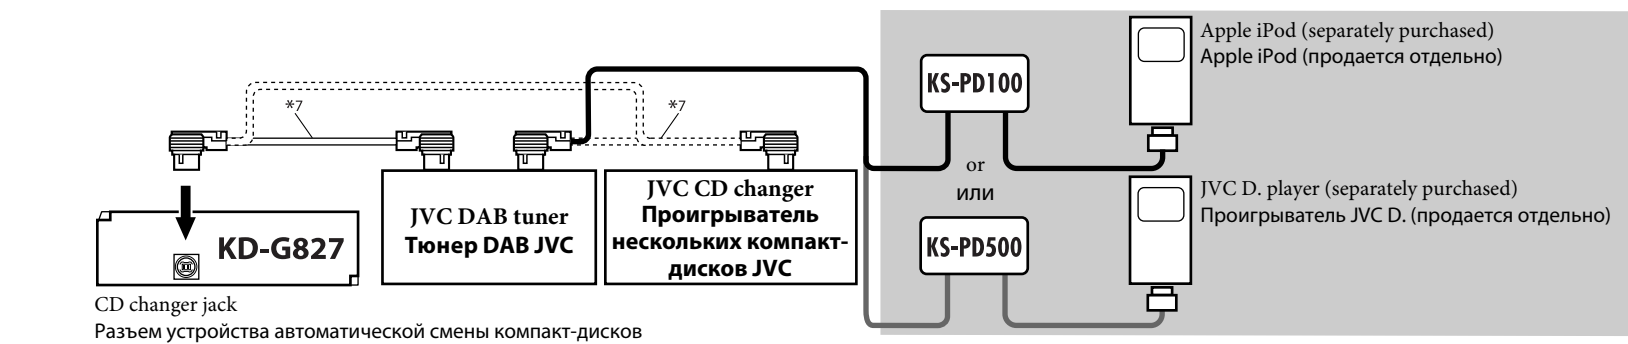 Apple iPod (separately purchased)
Apple iPod (продается отдельно)
KS-PD100
*7
*7
or
или
JVC CD changer
Проигрыватель
нескольких компакт-
дисков JVC
JVC DAB tuner
Тюнер DAB JVC
KD-G827
KS-PD500
JVC D. player (separately purchased)
Проигрыватель JVC D. (продается отдельно)
CD changer jack
Разъем устройства автоматической смены компакт-дисков